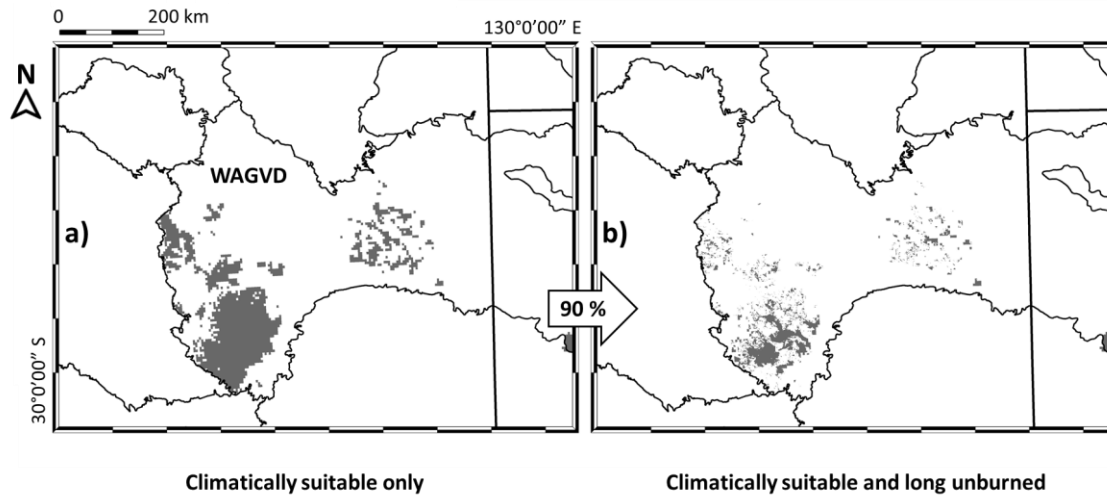 0 200 km
130°0'00" E
N
WAGVD
a)
b)
90 %
30°0'00" S
Climatically suitable only
Climatically suitable and long unburned